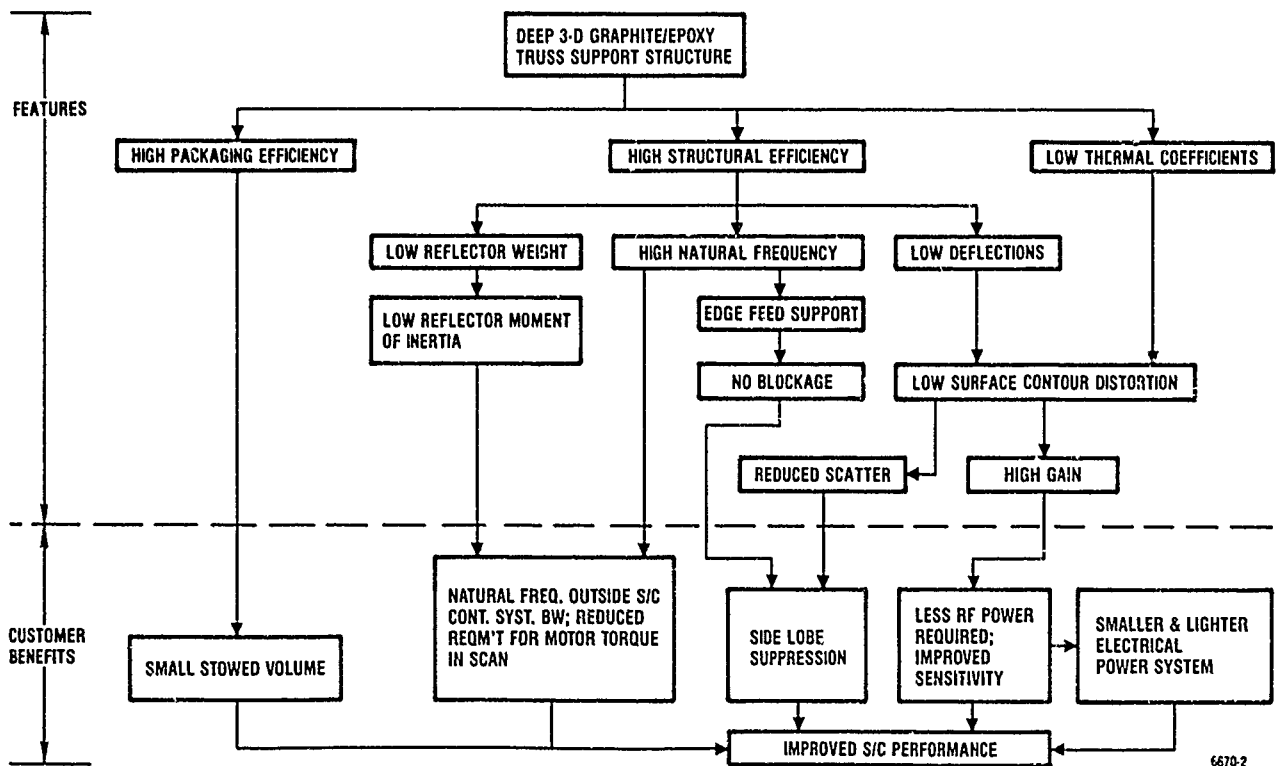 DEEP 3-D GRAPHITE/EPOXY
TRUSS SUPPORT STRUCTURE
FEATURES
HIGH PACKAGING EFFICIENCY
HIGH STRUCTURAL EFFICIENCY
LOW THERMAL COEFFICIENTS
LOW REFLECTOR WEIGHT
HIGH NATURAL FREQUENCY
LOW DEFLECTIONS
LOW REFLECTOR MOMENT
OF INERTIA
EDGE FEED SUPPORT
NO BLOCKAGE
LOW SURFACE CONTOUR DISTORTION
REDUCED SCATTER
HIGH GAIN
CUSTOMER
BENEFITS
SMALL STOWED VOLUME
NATURAL FREQ. OUTSIDE S/C
CONT. SYST. BW; REDUCED
REQM'T FOR MOTOR TORQUE
IN SCAN
SIDE LOBE
SUPPRESSION
LESS RF POWER
REQUIRED;
IMPROVED
SENSITIVITY
SMALLER & LIGHTER
ELECTRICAL
POWER SYSTEM
IMPROVED S/C PERFORMANCE
6670-2